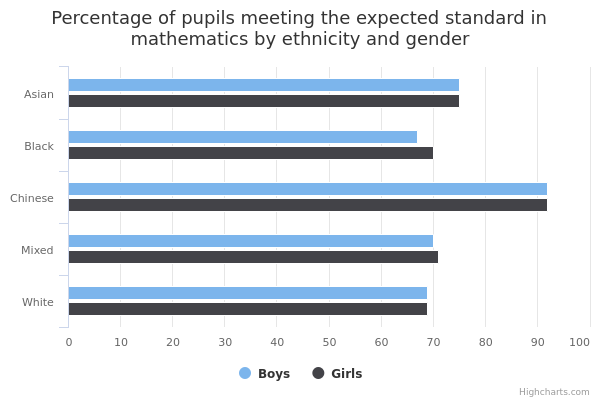 Percentage of pupils meeting the expected standard in
mathematics by ethnicity and gender
Asian
Black
Chinese
Mixed
White
0 10 20 30 40 50 60 70 80 90 100
Boys Girls
Highcharts.com